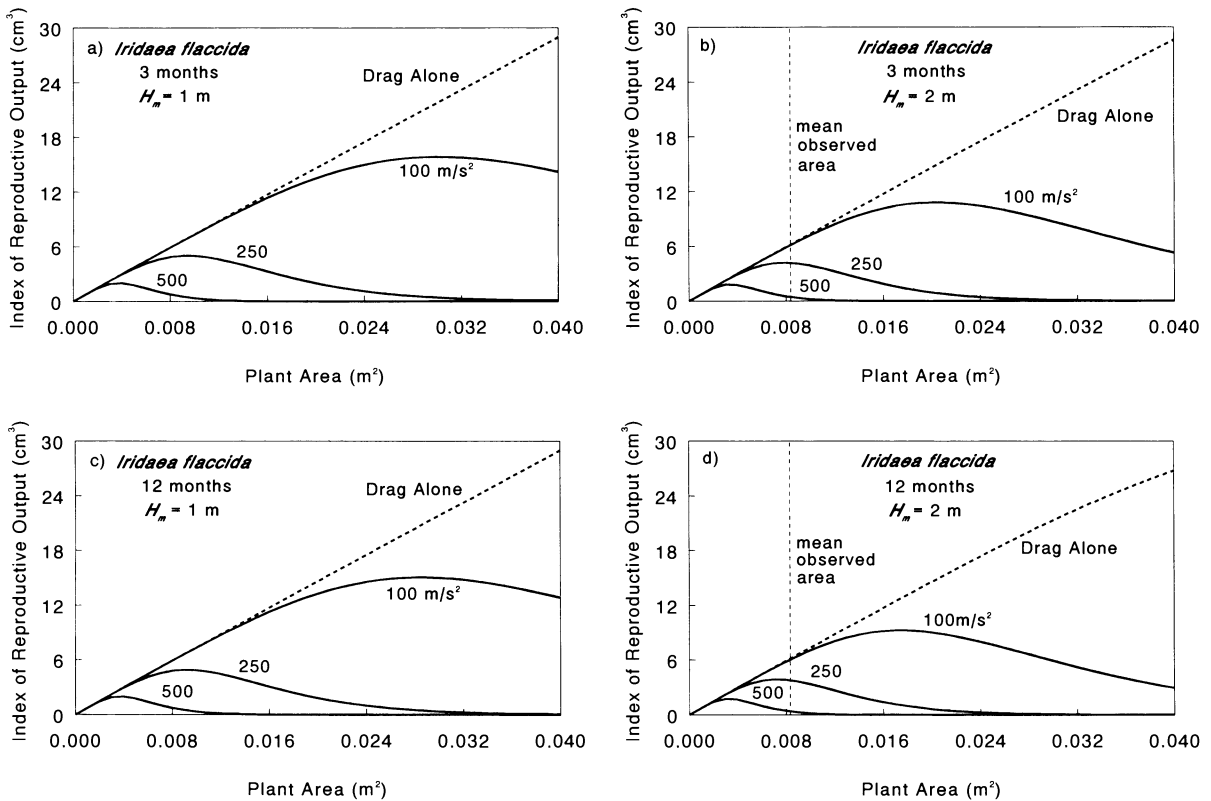 Index of Reproductive Output (cm³)
30
24
18
12
6
0
a) Iridaea flaccida
3 months
Hm = 1 m
Drag Alone
100 m/s²
250
500
0.000 0.008 0.016 0.024 0.032 0.040
Plant Area (m²)
Index of Reproductive Output (cm³)
30
24
18
12
6
0
b) Iridaea flaccida
3 months
Hm = 2 m
mean
observed
area
Drag Alone
100 m/s²
250
500
0.000 0.008 0.016 0.024 0.032 0.040
Plant Area (m²)
Index of Reproductive Output (cm³)
30
24
18
12
6
0
c) Iridaea flaccida
12 months
Hm = 1 m
Drag Alone
100 m/s²
250
500
0.000 0.008 0.016 0.024 0.032 0.040
Plant Area (m²)
Index of Reproductive Output (cm³)
30
24
18
12
6
0
d) Iridaea flaccida
12 months
Hm = 2 m
mean
observed
area
Drag Alone
100m/s²
250
500
0.000 0.008 0.016 0.024 0.032 0.040
Plant Area (m²)